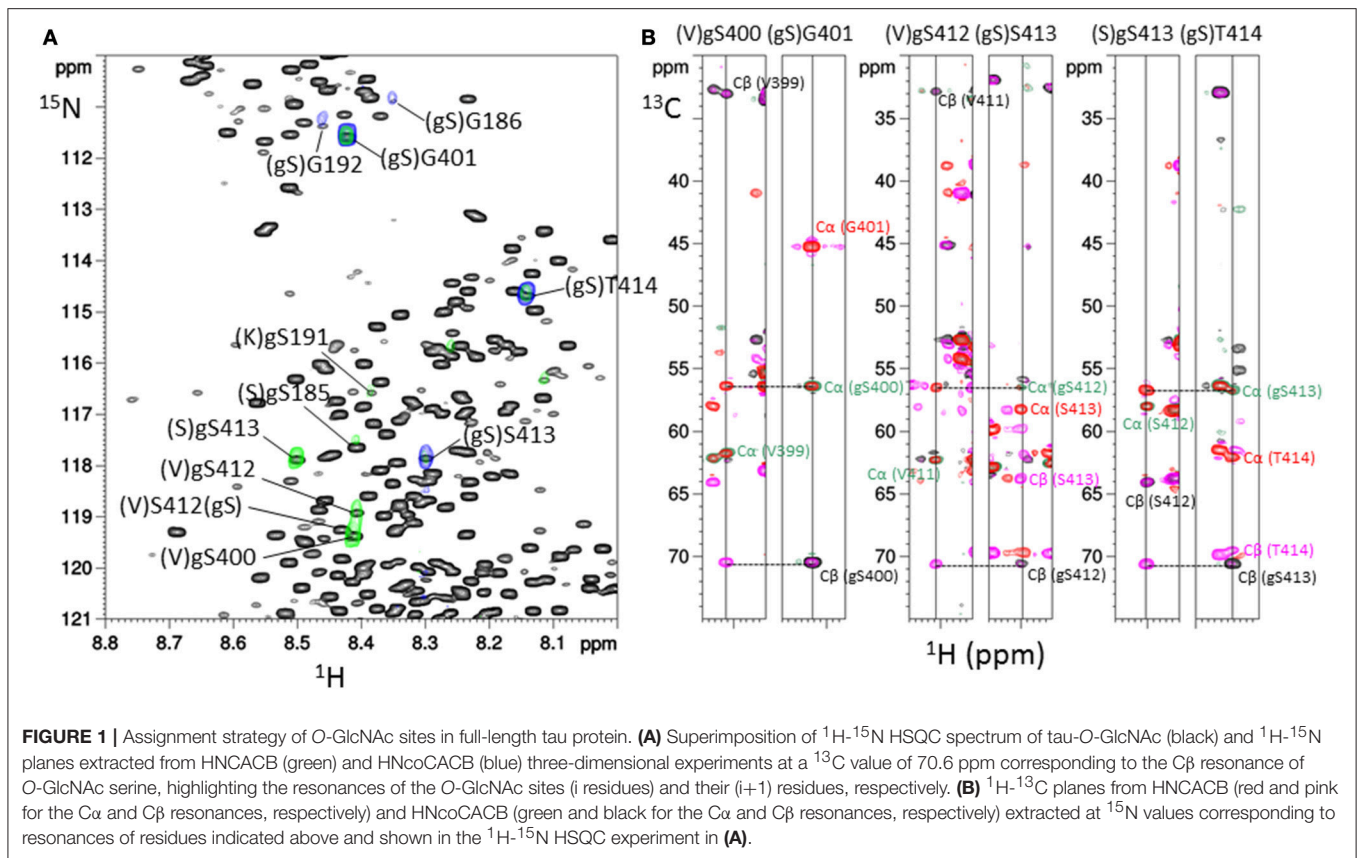 A
ppm
¹⁵N
112
113
114
115
116
117
118
119
120
121
8.8
8.6
8.5
8.4
8.3
8.2
8.1
ppm
¹H
(gS)G186
(gS)G192
(gS)G401
(gS)T414
(K)gS191
(S)gS185
(S)gS413
(gS)S413
(V)gS412
(V)S412(gS)
(V)gS400
B
(V)gS400 (gS)G401
(V)gS412 (gS)S413
(S)gS413 (gS)T414
ppm
¹³C
35
40
45
50
55
60
65
70
Cβ (V399)
Cα (G401)
Cα (gS400)
Cα (V399)
Cβ (gS400)
ppm
Cβ (V411)
Cα (gS412)
Cα (S413)
Cα (V411)
Cβ (S413)
Cβ (gS412)
ppm
35
40
45
50
55
60
65
70
Cα (gS413)
Cα (S412)
Cα (T414)
Cβ (S412)
Cβ (T414)
Cβ (gS413)
¹H (ppm)
FIGURE 1 | Assignment strategy of O-GlcNAc sites in full-length tau protein. (A) Superimposition of ¹H-¹⁵N HSQC spectrum of tau-O-GlcNAc (black) and ¹H-¹⁵N
planes extracted from HNCACB (green) and HNcoCACB (blue) three-dimensional experiments at a ¹³C value of 70.6 ppm corresponding to the Cβ resonance of
O-GlcNAc serine, highlighting the resonances of the O-GlcNAc sites (i residues) and their (i+1) residues, respectively. (B) ¹H-¹³C planes from HNCACB (red and pink
for the Cα and Cβ resonances, respectively) and HNcoCACB (green and black for the Cα and Cβ resonances, respectively) extracted at ¹⁵N values corresponding to
resonances of residues indicated above and shown in the ¹H-¹⁵N HSQC experiment in (A).